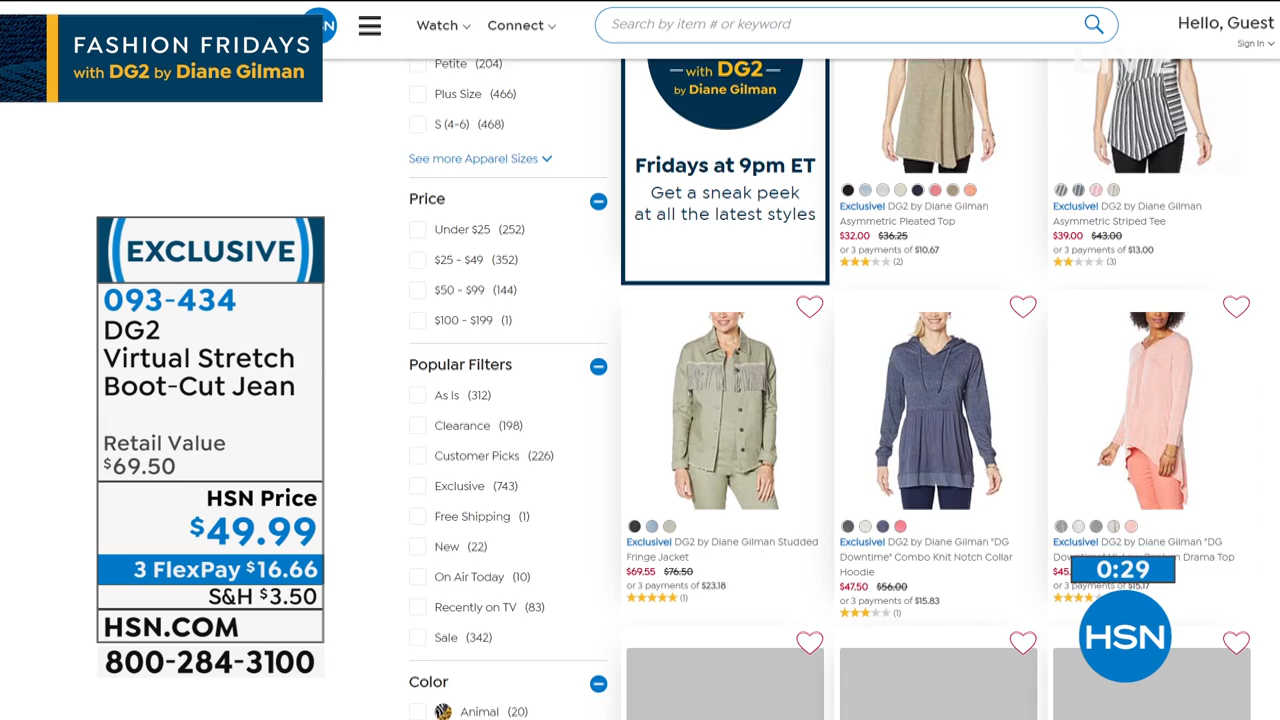 FASHION FRIDAYS
with DG2 by Diane Gilman
Watch
Connect
Search by item # or keyword
Hello, Guest
Sign In
EXCLUSIVE
093-434
DG2
Virtual Stretch
Boot-Cut Jean
Retail Value
$69.50
HSN Price
$49.99
3 FlexPay $16.66
S&H $3.50
HSN.COM
800-284-3100
Petite (204)
Plus Size (466)
S (4-6) (468)
See more Apparel Sizes
Price
Under $25 (252)
$25 - $49 (352)
$50 - $99 (144)
$100 - $199 (1)
Popular Filters
As Is (312)
Clearance (198)
Customer Picks (226)
Exclusive (743)
Free Shipping (1)
New (22)
On Air Today (10)
Recently on TV (83)
Sale (342)
Color
Animal (20)
with DG2
by Diane Gilman
Fridays at 9pm ET
Get a sneak peek
at all the latest styles
Exclusive! DG2 by Diane Gilman
Asymmetric Pleated Top
$32.00 $36.25
or 3 payments of $10.67
(2)
Exclusive! DG2 by Diane Gilman
Asymmetric Striped Tee
$39.00 $43.00
or 3 payments of $13.00
(3)
Exclusive! DG2 by Diane Gilman Studded
Fringe Jacket
$69.55 $76.50
or 3 payments of $23.18
(1)
Exclusive! DG2 by Diane Gilman "DG
Downtime" Combo Knit Notch Collar
Hoodie
$47.50 $56.00
or 3 payments of $15.83
(1)
Exclusive! DG2 by Diane Gilman "DG
Drama Top
or 3 payments of $15.17
0:29
HSN